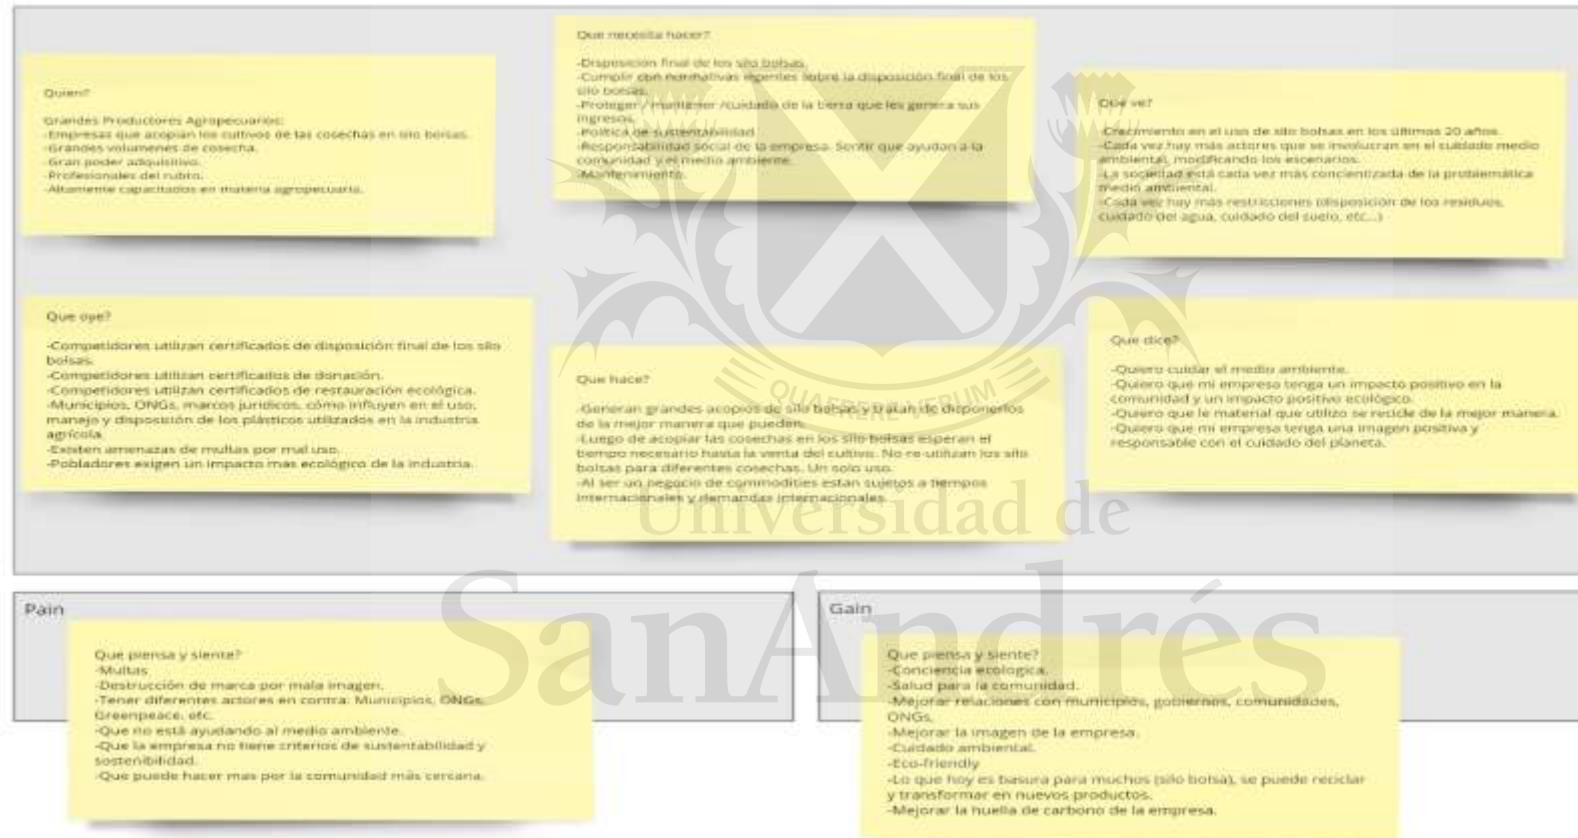 Quien?
Grandes Productores Agropecuarios:
-Empresas que acopian los cultivos de las cosechas en silo bolsas.
-Grandes volumenes de cosecha.
-Gran poder adquisitivo.
-Profesionales del rubro.
-Altamente capacitados en materia agropecuaria.
Que necesita hacer?
-Disposicion final de los silo bolsas.
-Cumplir con normativas vigentes sobre la disposición final de los
silo bolsas.
-Proteger / mantener /cuidado de la tierra que les genera sus
ingresos.
-Política de sustentabilidad
-Responsabilidad social de la empresa. Sentir que ayudan a la
comunidad y el medio ambiente.
-Mantenimiento.
Que ve?
-Crecimiento en el uso de silo bolsas en los últimos 20 años.
-Cada vez hay más actores que se involucran en el cuidado medio
ambiental, modificando los escenarios.
-La sociedad está cada vez más concientizada de la problemática
medio ambiental.
-Cada vez hay más restricciones (disposición de los residuos,
cuidado del agua, cuidado del suelo, etc...)
Que oye?
-Competidores utilizan certificados de disposición final de los silo
bolsas.
-Competidores utilizan certificados de donación.
-Competidores utilizan certificados de restauración ecológica.
-Municipios, ONGs, marcos jurídicos, cómo influyen en el uso,
manejo y disposición de los plásticos utilizados en la industria
agrícola.
-Existen amenazas de multas por mal uso.
-Pobladores exigen un impacto mas ecológico de la industria.
Que hace?
-Generan grandes acopios de silo bolsas y tratan de disponerlos
de la mejor manera que pueden.
-Luego de acopiar las cosechas en los silo bolsas esperan el
tiempo necesario hasta la venta del cultivo. No re-utilizan los silo
bolsas para diferentes cosechas. Un solo uso.
-Al ser un negocio de commodities estan sujetos a tiempos
internacionales y demandas internacionales.
Que dice?
-Quiero cuidar el medio ambiente.
-Quiero que mi empresa tenga un impacto positivo en la
comunidad y un impacto positivo ecológico.
-Quiero que le material que utilizo se recicle de la mejor manera.
-Quiero que mi empresa tenga una imagen positiva y
responsable con el cuidado del planeta.
QUAERERE VERUM
Universidad de
SanAndrés
Pain
Que piensa y siente?
-Multas
-Destrucción de marca por mala imagen.
-Tener diferentes actores en contra. Municipios, ONGs,
Greenpeace, etc.
-Que no está ayudando al medio ambiente.
-Que la empresa no tiene criterios de sustentabilidad y
sostenibilidad.
-Que puede hacer mas por la comunidad más cercana.
Gain
Que piensa y siente?
-Conciencia ecologica.
-Salud para la comunidad.
-Mejorar relaciones con municipios, gobiernos, comunidades,
ONGs.
-Mejorar la imagen de la empresa.
-Cuidado ambiental.
-Eco-friendly
-Lo que hoy es basura para muchos (silo bolsa), se puede reciclar
y transformar en nuevos productos.
-Mejorar la huella de carbono de la empresa.